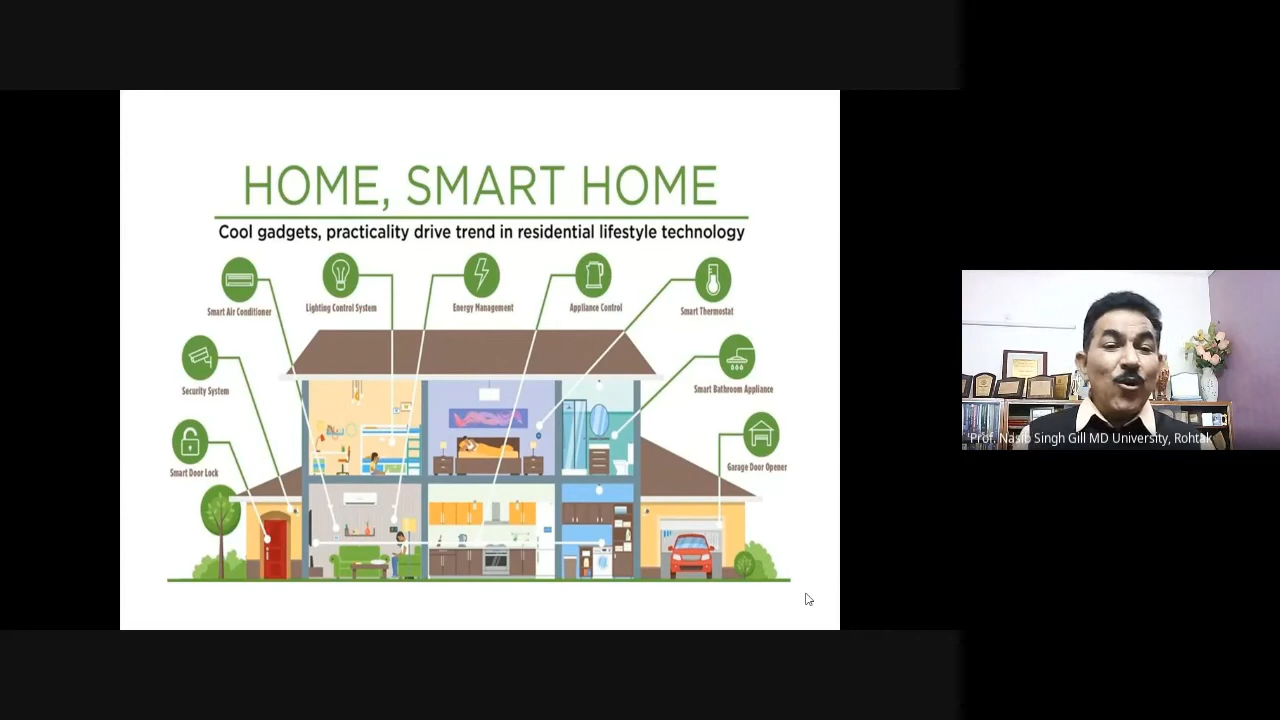 HOME, SMART HOME
Cool gadgets, practicality drive trend in residential lifestyle technology
Smart Air Conditioner
Lighting Control System
Energy Management
Appliance Control
Smart Thermostat
Security System
Smart Bathroom Appliance
Smart Door Lock
Garage Door Opener
'Prof. Nasib Singh Gill MD University, Rohtak